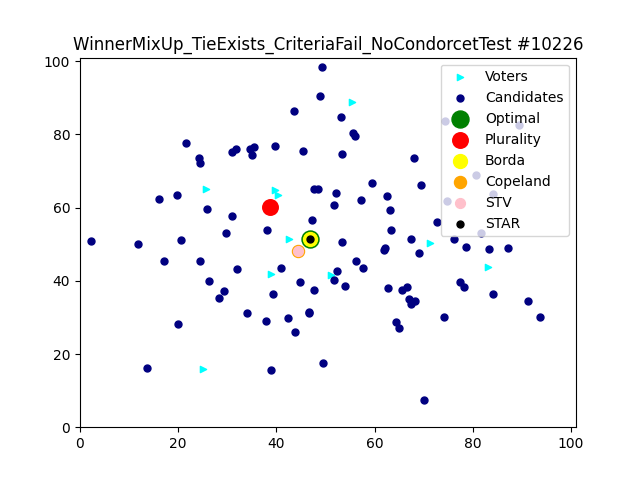 WinnerMixUp_TieExists_CriteriaFail_NoCondorcetTest #10226
100
80
60
40
20
0
0 20 40 60 80 100
Voters
Candidates
Optimal
Plurality
Borda
Copeland
STV
STAR